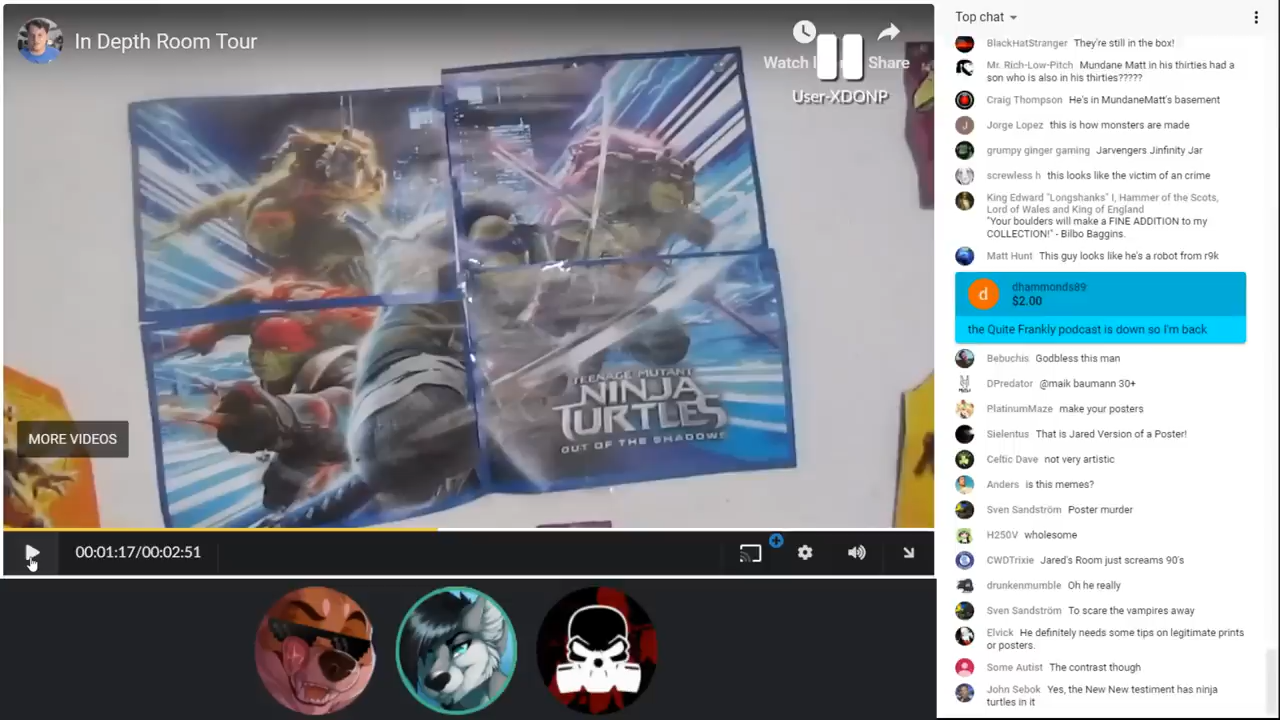 In Depth Room Tour
Share
User-XDONP
TEENAGE MUTANT
NINJA
TURTLES
OUT OF THE SHADOWS
MORE VIDEOS
00:01:17/00:02:51
Top chat
BlackHatStranger They're still in the box!
Mr. Rich-Low-Pitch Mundane Matt in his thirties had a
son who is also in his thirties?????
Craig Thompson He's in MundaneMatt's basement
J
Jorge Lopez this is how monsters are made
grumpy ginger gaming Jarvengers Jinfinity Jar
screwless h this looks like the victim of an crime
King Edward "Longshanks" I, Hammer of the Scots,
Lord of Wales and King of England
"Your boulders will make a FINE ADDITION to my
COLLECTION!" - Bilbo Baggins.
Matt Hunt This guy looks like he's a robot from r9k
d
dhammonds89
$2.00
the Quite Frankly podcast is down so I'm back
Bebuchis Godbless this man
DPredator @maik baumann 30+
PlatinumMaze make your posters
Sielentus That is Jared Version of a Poster!
Celtic Dave not very artistic
Anders is this memes?
Sven Sandström Poster murder
H250V wholesome
CWDTrixie Jared's Room just screams 90's
drunkenmumble Oh he really
Sven Sandström To scare the vampires away
Elvick He definitely needs some tips on legitimate prints
or posters.
Some Autist The contrast though
John Sebok Yes, the New New testiment has ninja
turtles in it